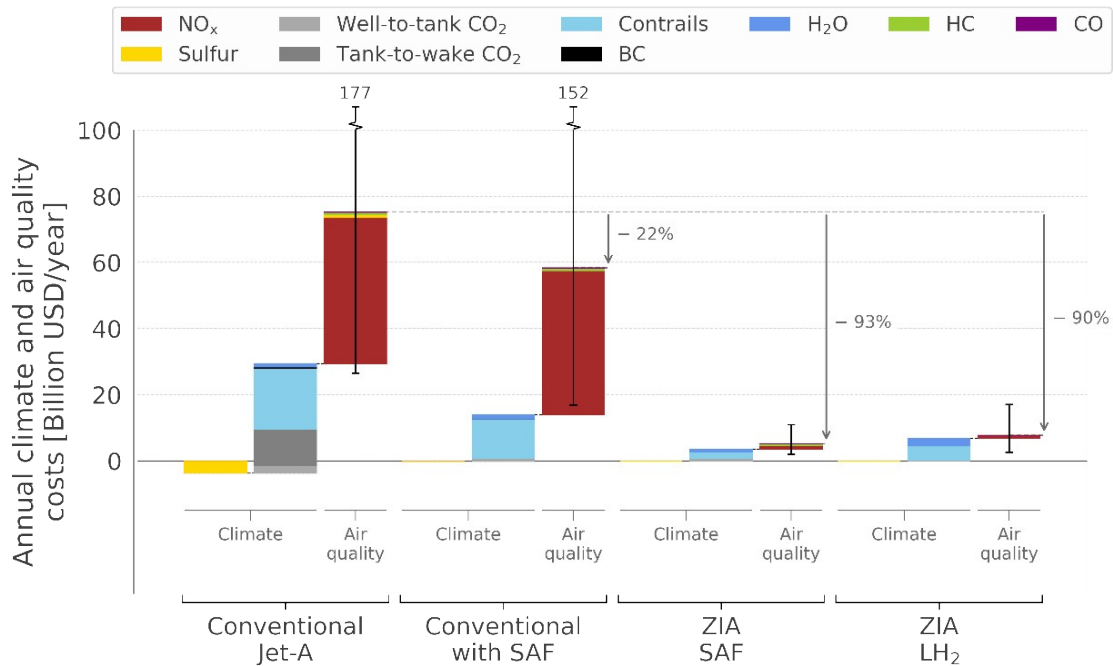 NOₓ Well-to-tank CO₂ Contrails H₂O HC CO
Sulfur Tank-to-wake CO₂ BC
177 152
100
80
60
40
20
0
Annual climate and air quality
costs [Billion USD/year]
− 22%
− 93%
− 90%
Climate Air quality Climate Air quality Climate Air quality Climate Air quality
Conventional Jet-A
Conventional with SAF
ZIA SAF
ZIA LH₂